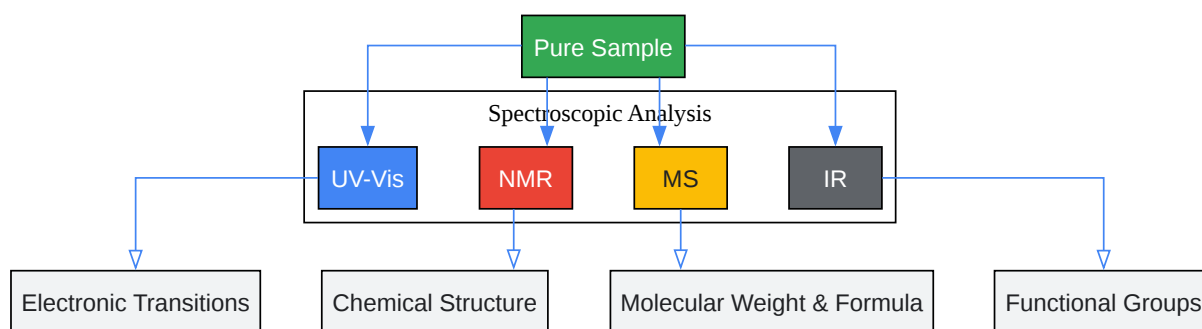 Pure Sample
Spectroscopic Analysis
UV-Vis
NMR
MS
IR
Electronic Transitions
Chemical Structure
Molecular Weight & Formula
Functional Groups